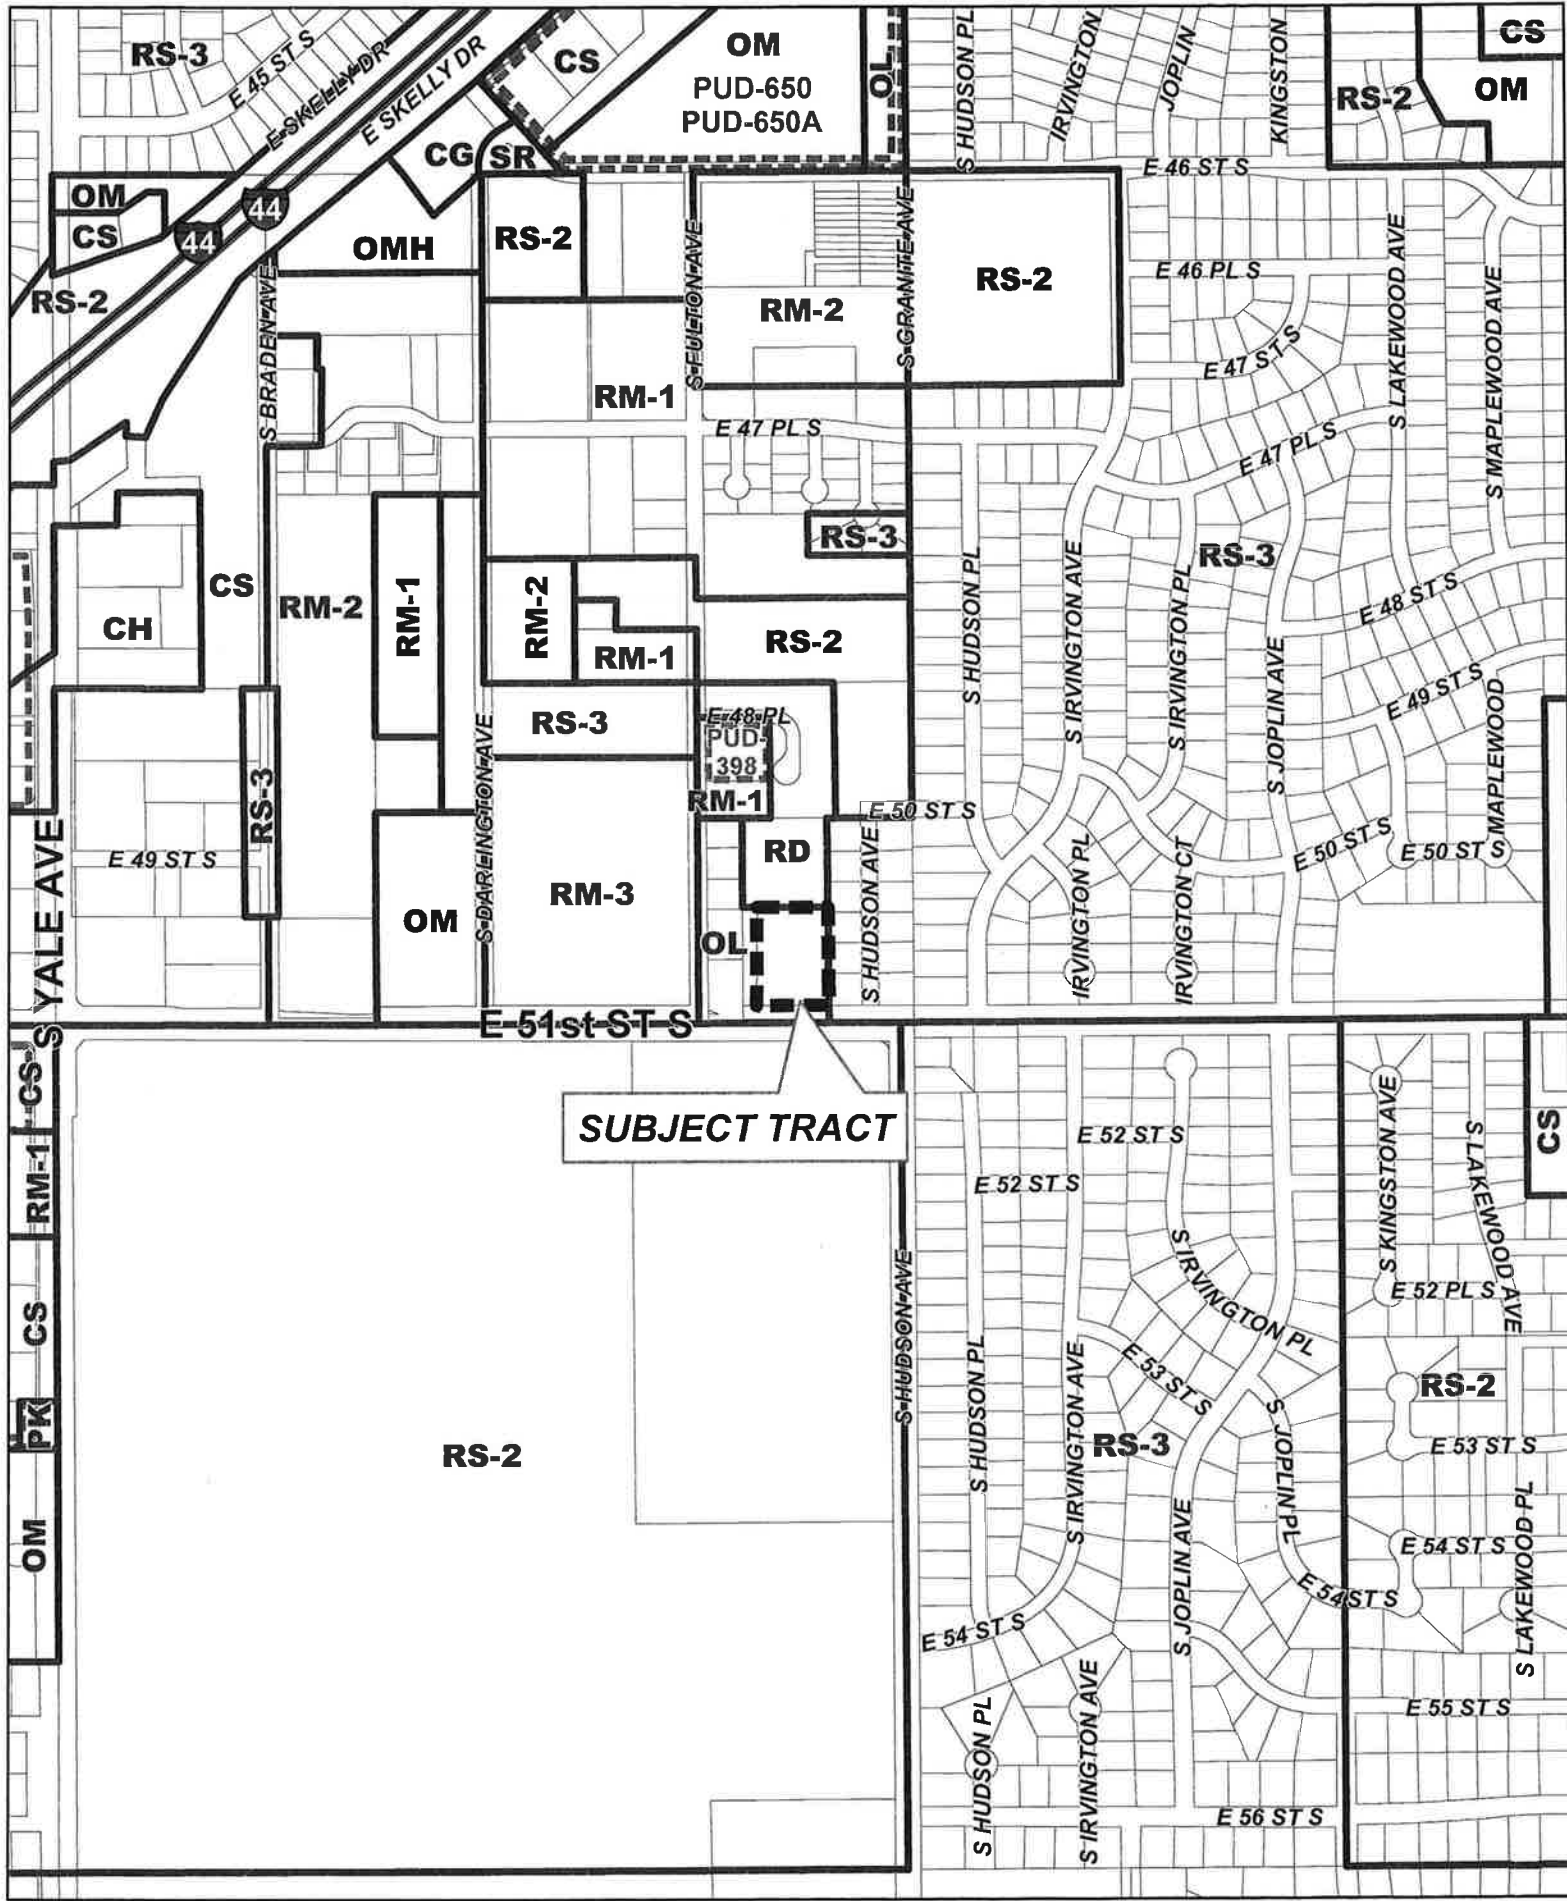 RS-3
E 45 ST S
E SKELLY DR
E SKELLY DR
CS
OM
PUD-650
PUD-650A
OL
S HUDSON PL
IRVINGTON
JOPLIN
KINGSTON
RS-2
CS
OM
CG
SR
E 46 ST S
OM
CS
44
44
RS-2
OMH
RS-2
S FULTON AVE
S GRANITE AVE
RM-2
RS-2
E 46 PL S
S LAKEWOOD AVE
S MAPLEWOOD AVE
S BRADEN AVE
RM-1
E 47 ST S
E 47 PL S
E 47 PL S
CS
CH
RM-2
RM-1
RM-2
RM-1
RS-3
RS-2
S HUDSON PL
S IRVINGTON AVE
S IRVINGTON PL
RS-3
S JOPLIN AVE
E 48 ST S
E 49 ST S
MAPLEWOOD
RS-3
E 48 PL
PUD-
398
RM-1
E 50 ST S
RS-3
S DARLINGTON AVE
S YALE AVE
E 49 ST S
OM
RM-3
RD
OL
S HUDSON AVE
IRVINGTON PL
IRVINGTON CT
E 50 ST S
E 50 ST S
E 51st ST S
SUBJECT TRACT
CS
RM-1
CS
PK
OM
RS-2
S HUDSON AVE
E 52 ST S
E 52 ST S
S IRVINGTON PL
S KINGSTON AVE
S LAKEWOOD AVE
CS
E 52 PL S
S HUDSON PL
S IRVINGTON AVE
E 53 ST S
RS-3
S JOPLIN PL
RS-2
E 53 ST S
S JOPLIN AVE
E 54 ST S
E 54 ST S
S LAKEWOOD PL
E 54 ST S
S HUDSON PL
S IRVINGTON AVE
E 55 ST S
E 56 ST S